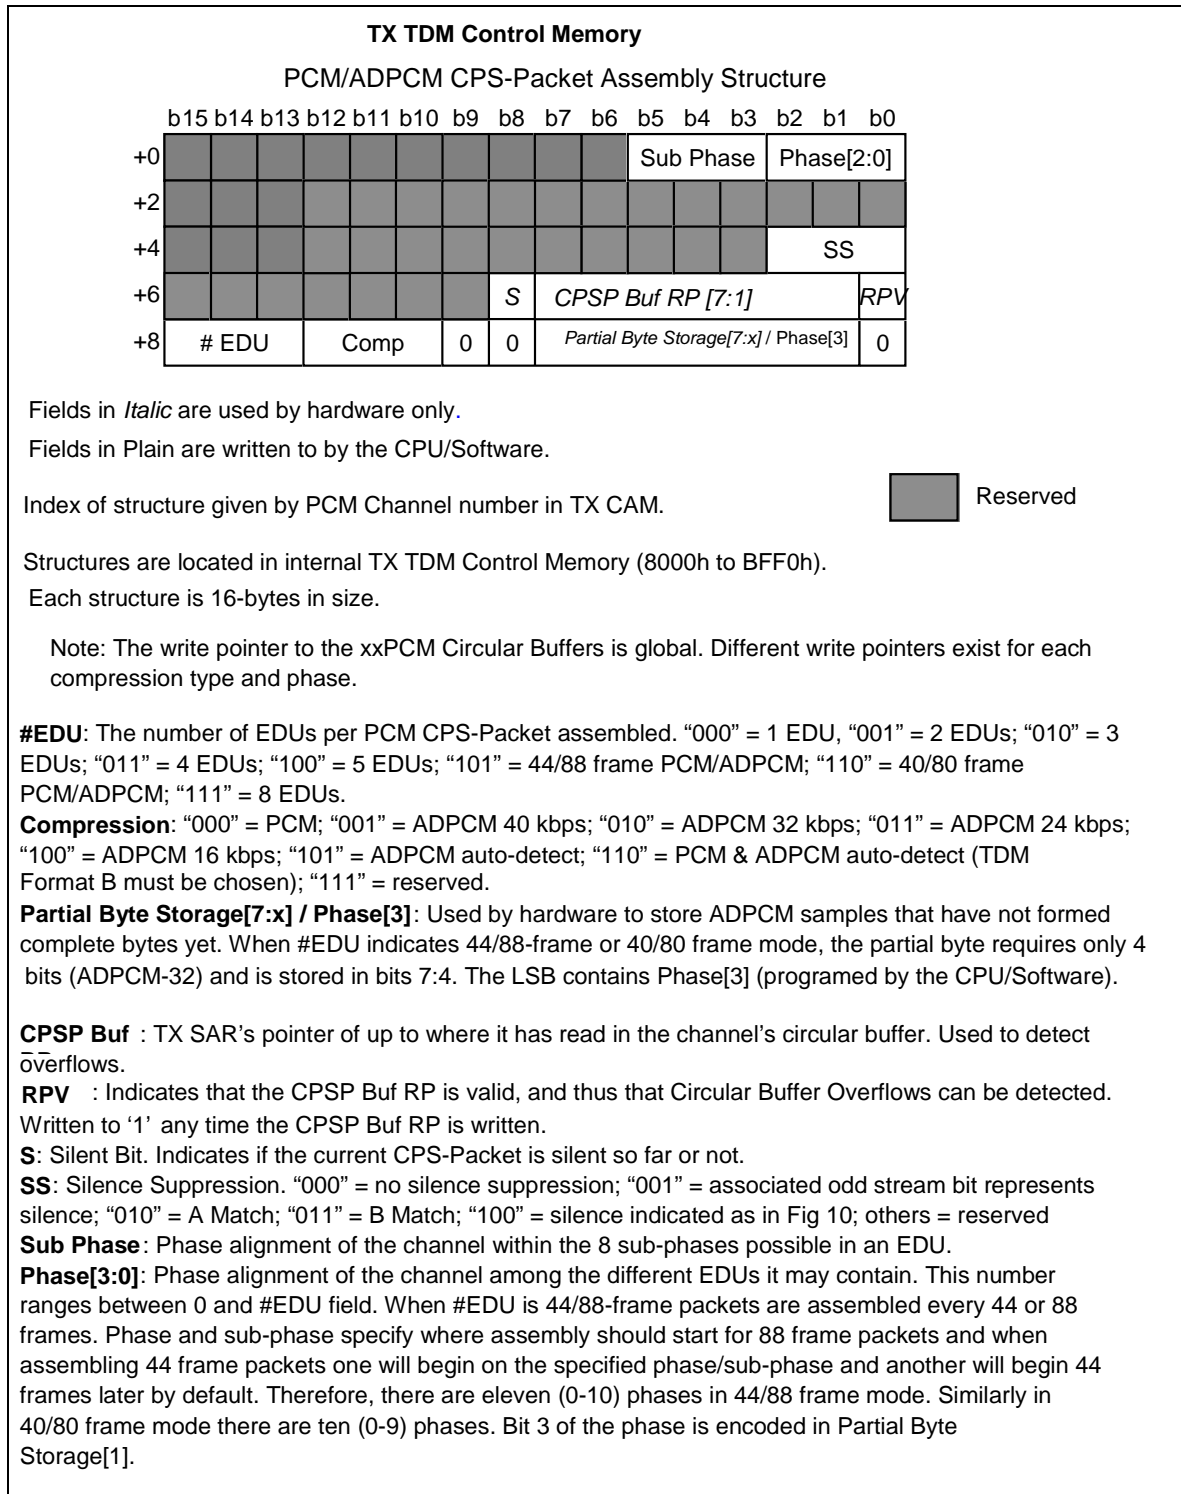 TX TDM Control Memory
PCM/ADPCM CPS-Packet Assembly Structure
b15 b14 b13 b12 b11 b10 b9 b8 b7 b6 b5 b4 b3 b2 b1 b0
+0 Sub Phase Phase[2:0]
+2
+4 SS
+6 S CPSP Buf RP [7:1] RPV
+8 # EDU Comp 0 0 Partial Byte Storage[7:x] / Phase[3] 0
Fields in Italic are used by hardware only.
Fields in Plain are written to by the CPU/Software.
Index of structure given by PCM Channel number in TX CAM.
Reserved
Structures are located in internal TX TDM Control Memory (8000h to BFF0h).
Each structure is 16-bytes in size.
Note: The write pointer to the xxPCM Circular Buffers is global. Different write pointers exist for each
compression type and phase.
#EDU: The number of EDUs per PCM CPS-Packet assembled. “000” = 1 EDU, “001” = 2 EDUs; “010” = 3
EDUs; “011” = 4 EDUs; “100” = 5 EDUs; “101” = 44/88 frame PCM/ADPCM; “110” = 40/80 frame
PCM/ADPCM; “111” = 8 EDUs.
Compression: “000” = PCM; “001” = ADPCM 40 kbps; “010” = ADPCM 32 kbps; “011” = ADPCM 24 kbps;
“100” = ADPCM 16 kbps; “101” = ADPCM auto-detect; “110” = PCM & ADPCM auto-detect (TDM
Format B must be chosen); “111” = reserved.
Partial Byte Storage[7:x] / Phase[3]: Used by hardware to store ADPCM samples that have not formed
complete bytes yet. When #EDU indicates 44/88-frame or 40/80 frame mode, the partial byte requires only 4
bits (ADPCM-32) and is stored in bits 7:4. The LSB contains Phase[3] (programed by the CPU/Software).
CPSP Buf : TX SAR’s pointer of up to where it has read in the channel’s circular buffer. Used to detect
overflows.
RPV : Indicates that the CPSP Buf RP is valid, and thus that Circular Buffer Overflows can be detected.
Written to ‘1’ any time the CPSP Buf RP is written.
S: Silent Bit. Indicates if the current CPS-Packet is silent so far or not.
SS: Silence Suppression. “000” = no silence suppression; “001” = associated odd stream bit represents
silence; “010” = A Match; “011” = B Match; “100” = silence indicated as in Fig 10; others = reserved
Sub Phase: Phase alignment of the channel within the 8 sub-phases possible in an EDU.
Phase[3:0]: Phase alignment of the channel among the different EDUs it may contain. This number
ranges between 0 and #EDU field. When #EDU is 44/88-frame packets are assembled every 44 or 88
frames. Phase and sub-phase specify where assembly should start for 88 frame packets and when
assembling 44 frame packets one will begin on the specified phase/sub-phase and another will begin 44
frames later by default. Therefore, there are eleven (0-10) phases in 44/88 frame mode. Similarly in
40/80 frame mode there are ten (0-9) phases. Bit 3 of the phase is encoded in Partial Byte
Storage[1].